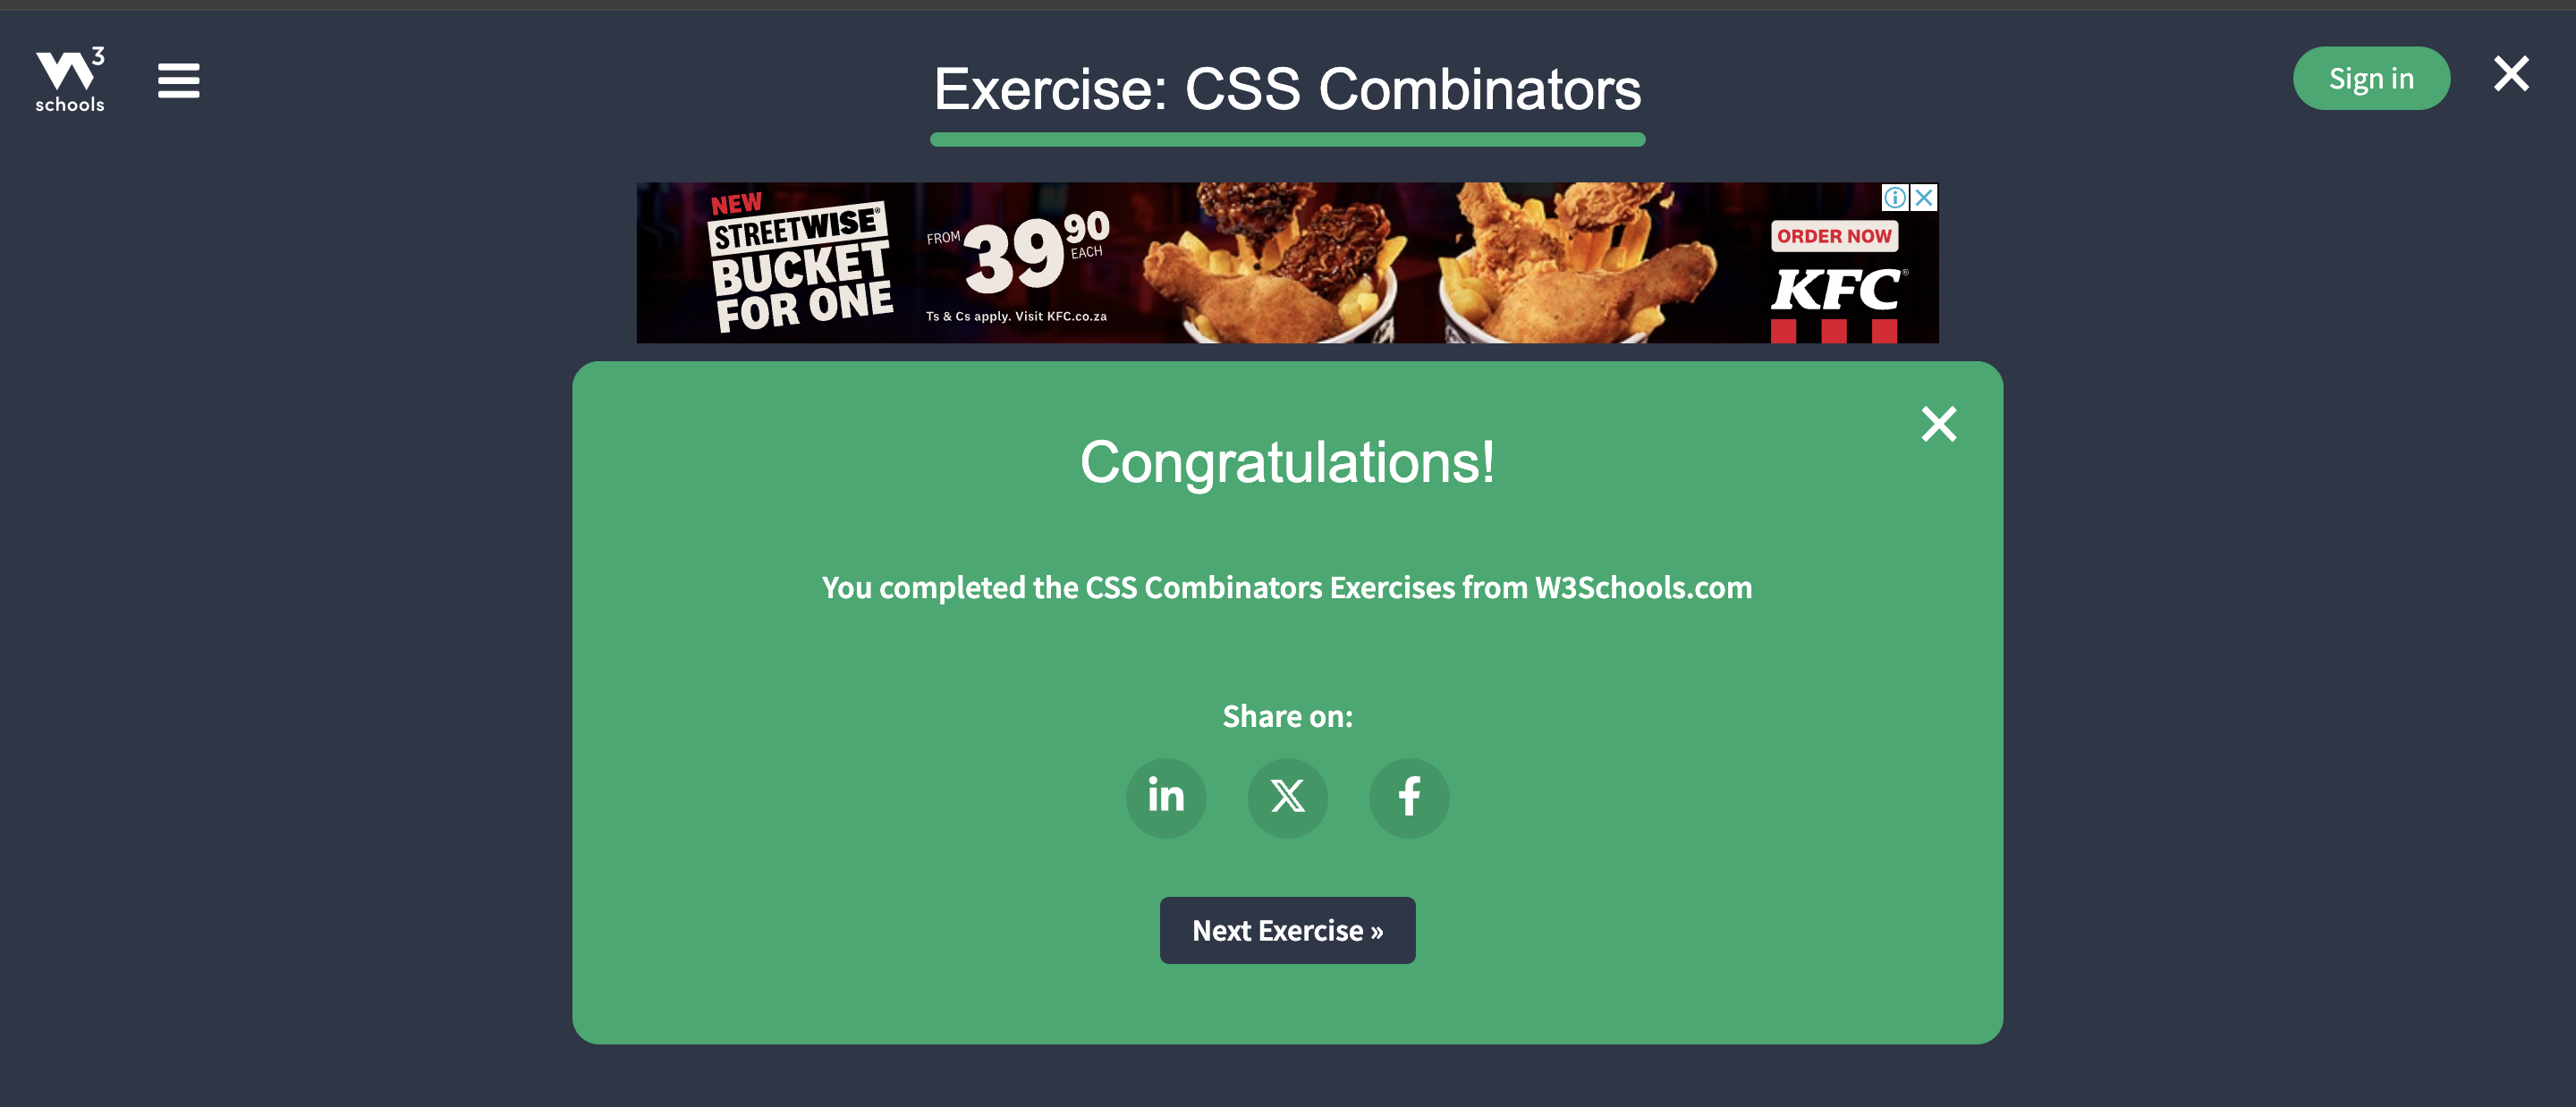 W3
schools
Exercise: CSS Combinators
Sign in
NEW
STREETWISE®
BUCKET
FOR ONE
FROM 39 90 EACH
Ts & Cs apply. Visit KFC.co.za
ORDER NOW
KFC®
Congratulations!
You completed the CSS Combinators Exercises from W3Schools.com
Share on:
in X f
Next Exercise »